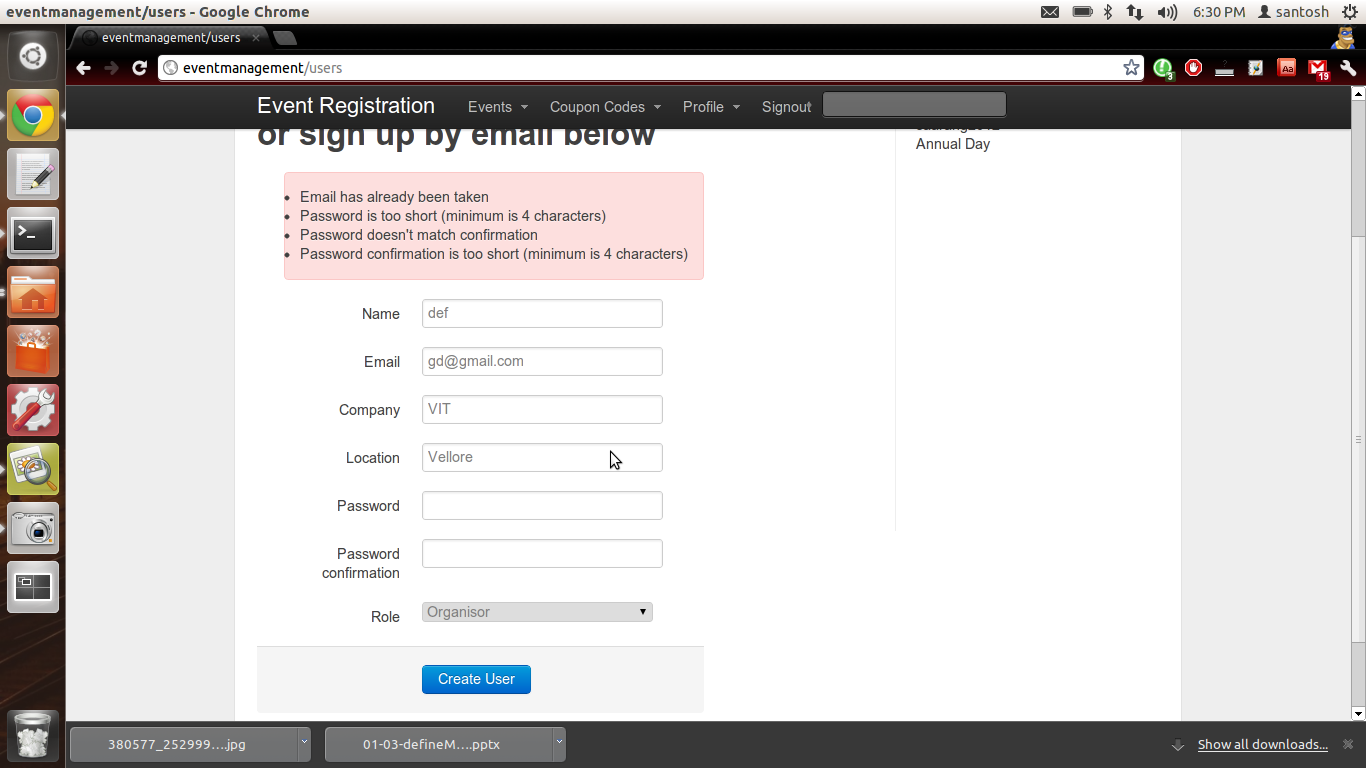 eventmanagement/users - Google Chrome
6:30 PM
santosh
eventmanagement/users
eventmanagement/users
3
Aa
19
Event Registration
Events
Coupon Codes
Profile
Signout
or sign up by email below
Annual Day
Email has already been taken
Password is too short (minimum is 4 characters)
Password doesn't match confirmation
Password confirmation is too short (minimum is 4 characters)
Name
def
Email
gd@gmail.com
Company
VIT
Location
Vellore
Password
Password
confirmation
Role
Organisor
Create User
380577_252999...jpg
01-03-defineM....pptx
Show all downloads...